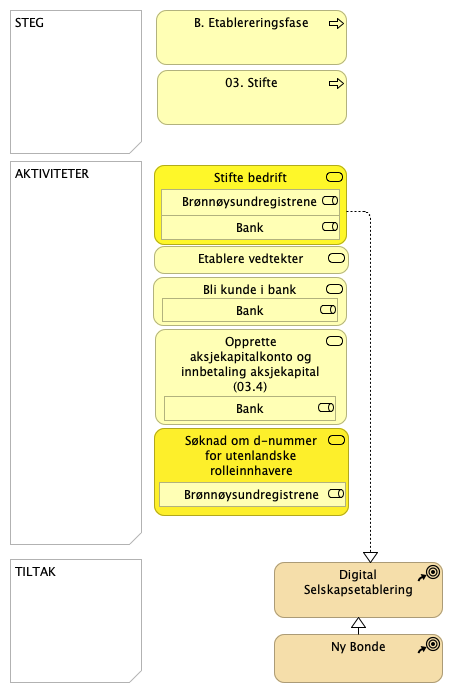 STEG
B. Etablereringsfase
03. Stifte
AKTIVITETER
Stifte bedrift
Brønnøysundregistrene
Bank
Etablere vedtekter
Bli kunde i bank
Bank
Opprette
aksjekapitalkonto og
innbetaling aksjekapital
(03.4)
Bank
Søknad om d-nummer
for utenlandske
rolleinnhavere
Brønnøysundregistrene
TILTAK
Digital
Selskapsetablering
Ny Bonde